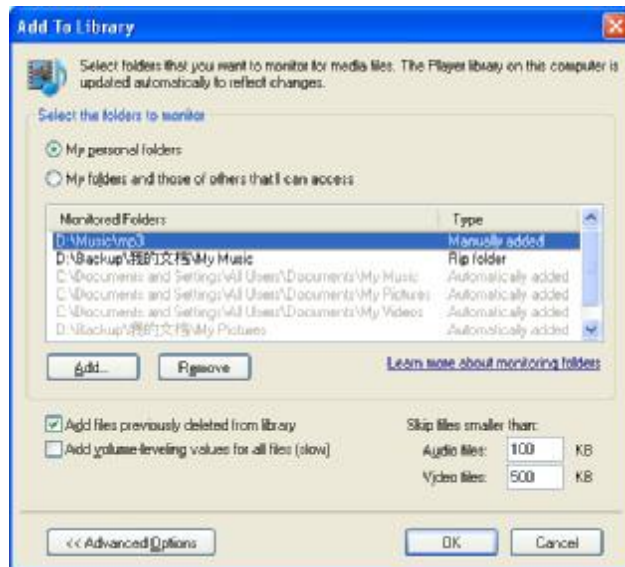 Add To Library
Select folders that you want to monitor for media files. The Player library on this computer is
updated automatically to reflect changes.
Select the folders to monitor
My personal folders
My folders and those of others that I can access
Monitored Folders Type
D:\Music\mp3 Manually added
D:\Backup\我的文档\My Music Rip folder
C:\Documents and Settings\All Users\Documents\My Music Automatically added
C:\Documents and Settings\All Users\Documents\My Pictures Automatically added
C:\Documents and Settings\All Users\Documents\My Videos Automatically added
D:\Backup\我的文档\My Pictures Automatically added
Add... Remove Learn more about monitoring folders
Add files previously deleted from library Skip files smaller than:
Add volume-leveling values for all files (slow) Audio files: 100 KB
Video files: 500 KB
<< Advanced Options OK Cancel